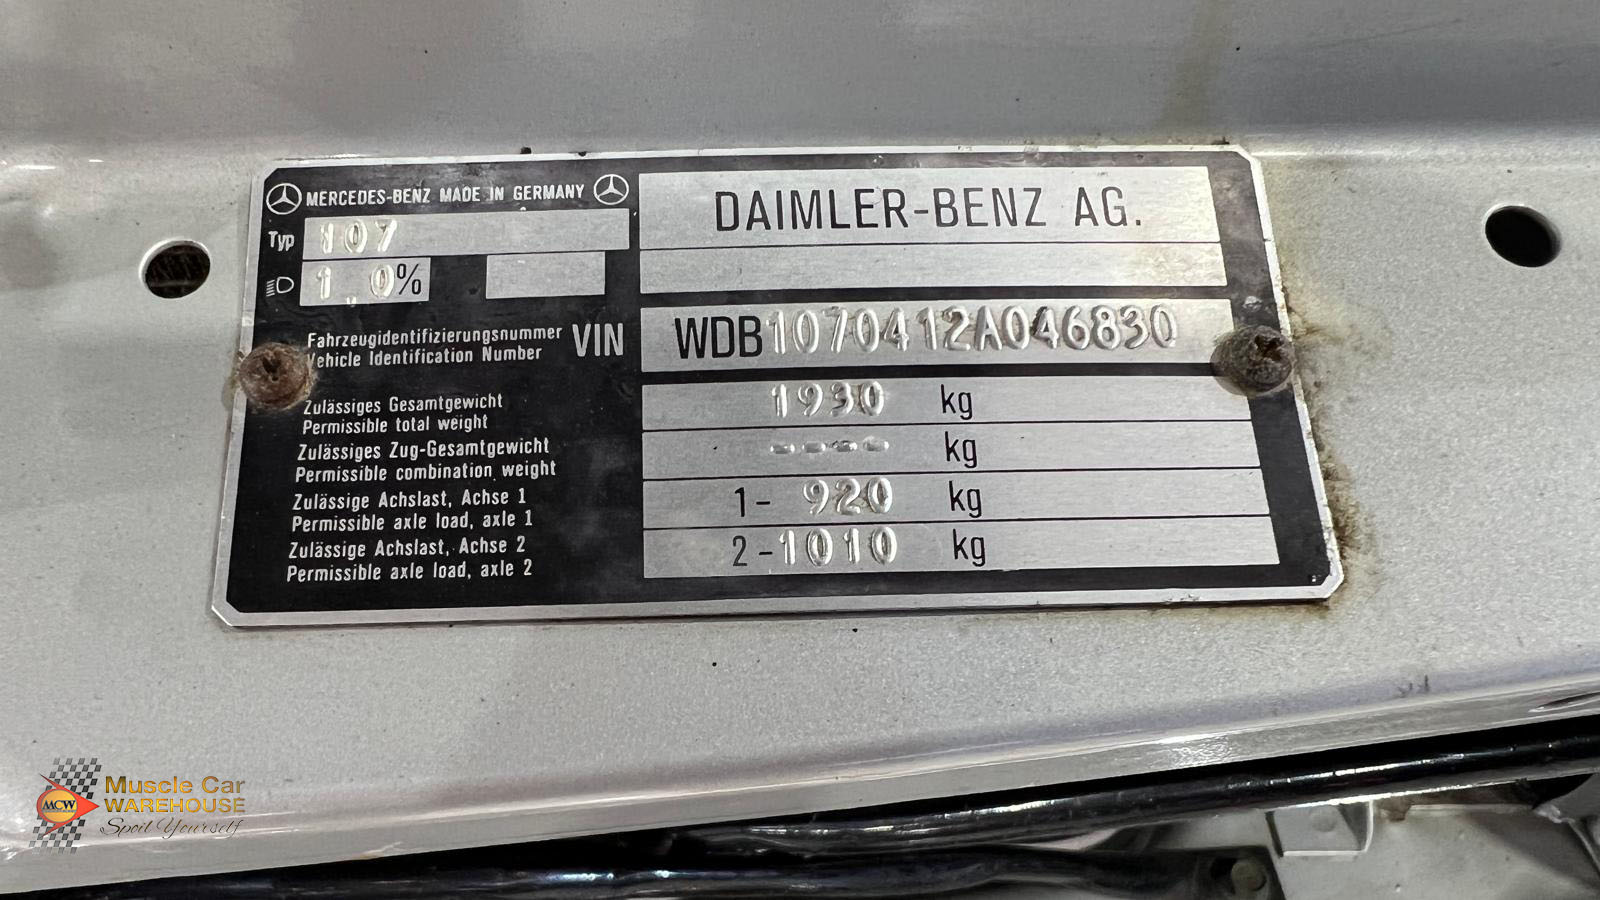 MERCEDES-BENZ MADE IN GERMANY
DAIMLER-BENZ AG.
Typ 107
1,0%
Fahrzeugidentifizierungsnummer
Vehicle Identification Number
VIN
WDB1070412A046830
Zulässiges Gesamtgewicht
Permissible total weight
1930 kg
Zulässiges Zug-Gesamtgewicht
Permissible combination weight
---- kg
Zulässige Achslast, Achse 1
Permissible axle load, axle 1
1- 920 kg
Zulässige Achslast, Achse 2
Permissible axle load, axle 2
2-1010 kg
MCW
Muscle Car
WAREHOUSE
Spoil Yourself